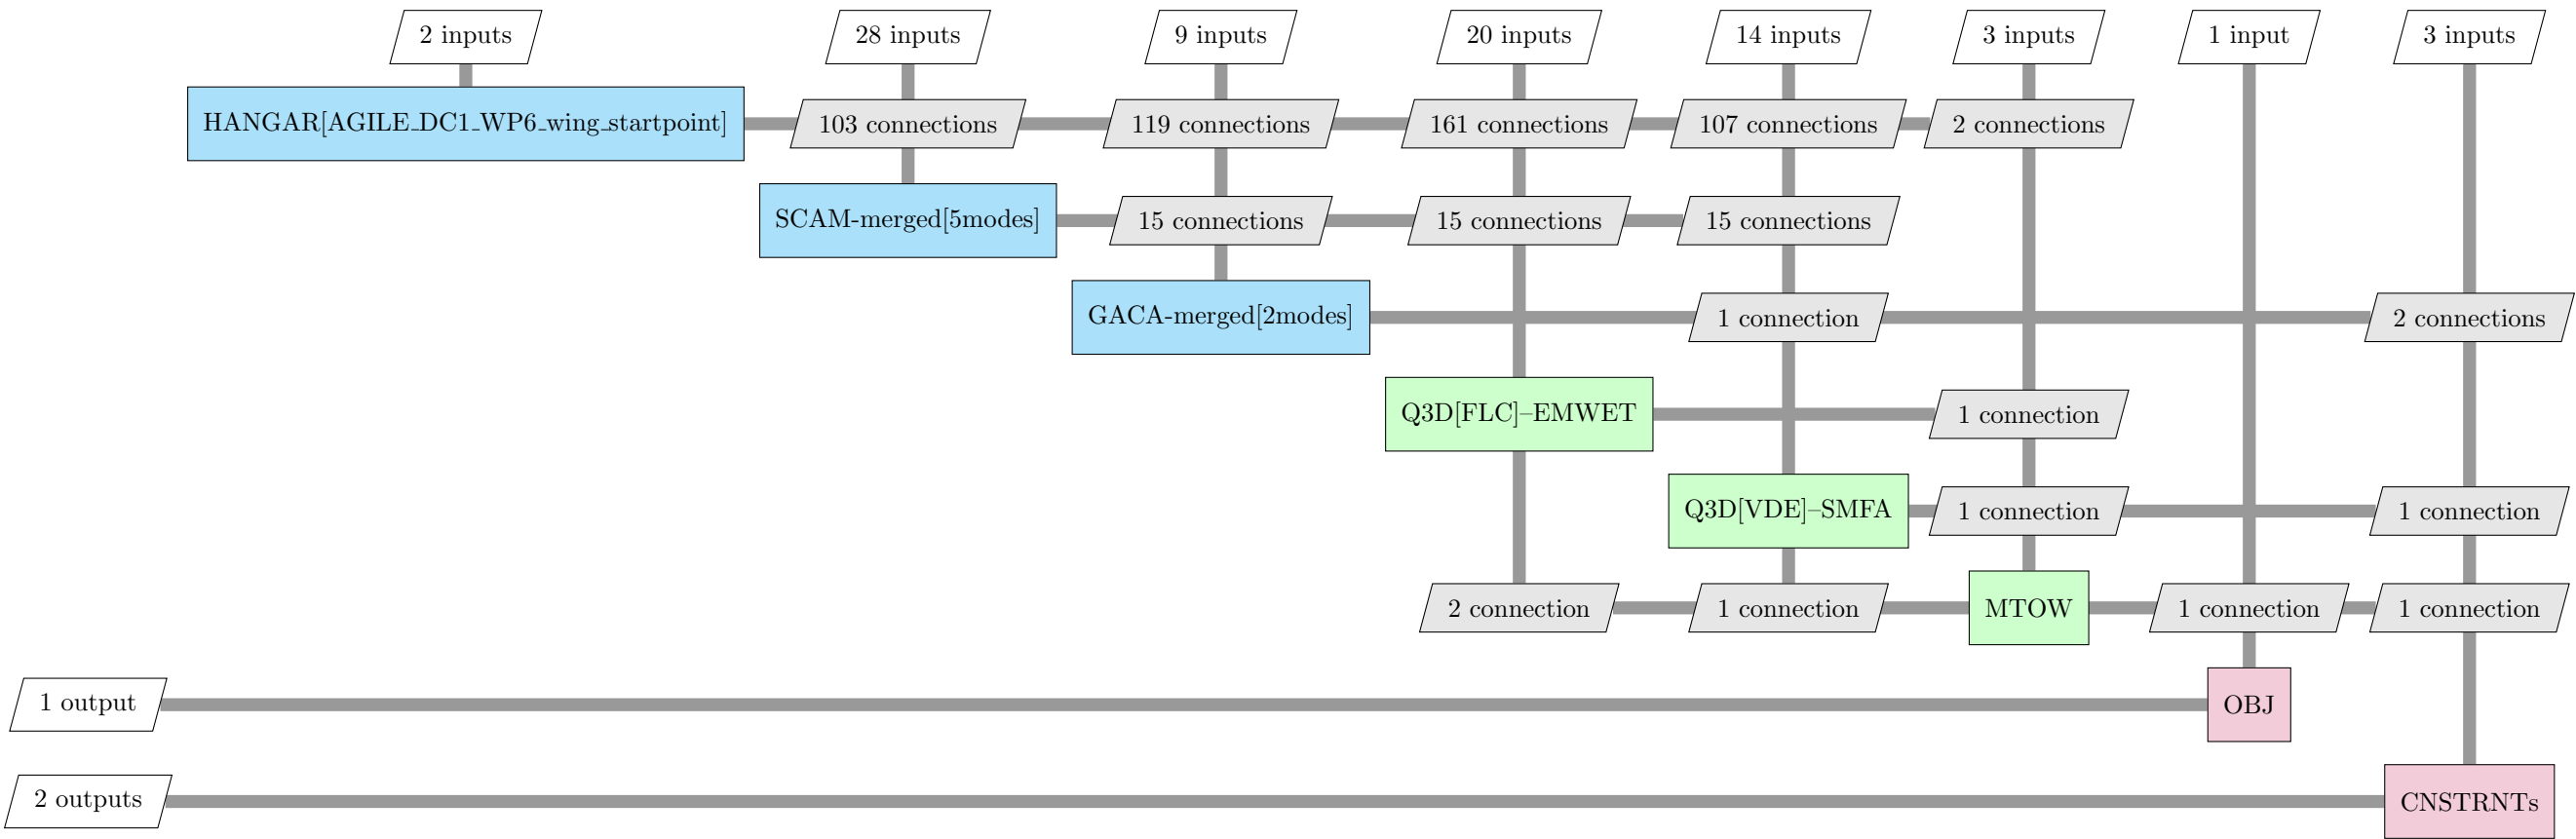 2 inputs
28 inputs
9 inputs
20 inputs
14 inputs
3 inputs
1 input
3 inputs
HANGAR[AGILE_DC1_WP6_wing_startpoint]
103 connections
119 connections
161 connections
107 connections
2 connections
SCAM-merged[5modes]
15 connections
15 connections
15 connections
GACA-merged[2modes]
1 connection
2 connections
Q3D[FLC]–EMWET
1 connection
Q3D[VDE]–SMFA
1 connection
1 connection
2 connection
1 connection
MTOW
1 connection
1 connection
1 output
OBJ
2 outputs
CNSTRNTs